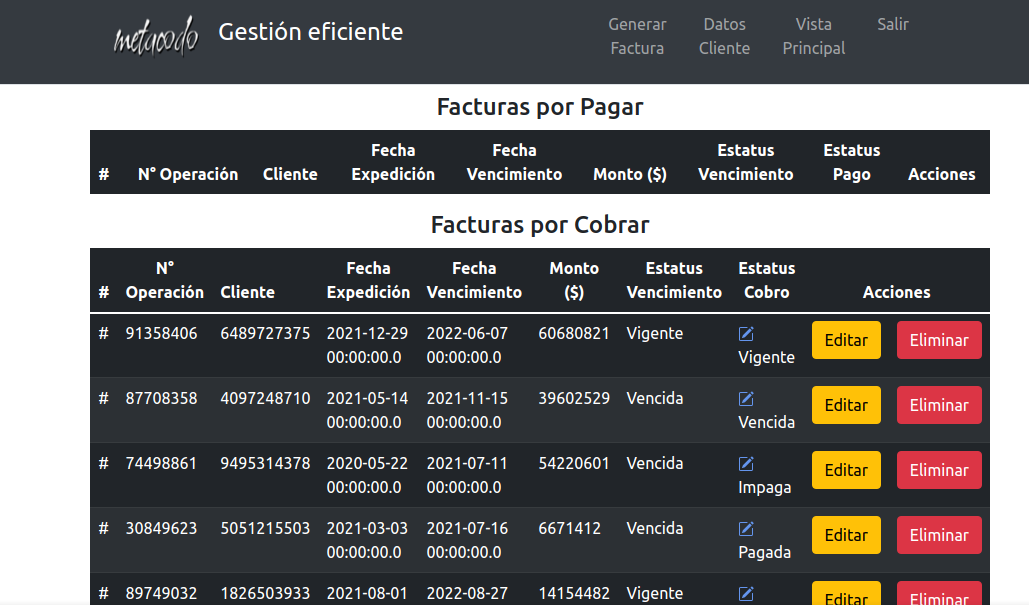 metacodo Gestión eficiente Generar Factura Datos Cliente Vista Principal Salir
Facturas por Pagar
# N° Operación Cliente Fecha Expedición Fecha Vencimiento Monto ($) Estatus Vencimiento Estatus Pago Acciones
Facturas por Cobrar
# N° Operación Cliente Fecha Expedición Fecha Vencimiento Monto ($) Estatus Vencimiento Estatus Cobro Acciones
# 91358406 6489727375 2021-12-29 00:00:00.0 2022-06-07 00:00:00.0 60680821 Vigente Vigente Editar Eliminar
# 87708358 4097248710 2021-05-14 00:00:00.0 2021-11-15 00:00:00.0 39602529 Vencida Vencida Editar Eliminar
# 74498861 9495314378 2020-05-22 00:00:00.0 2021-07-11 00:00:00.0 54220601 Vencida Impaga Editar Eliminar
# 30849623 5051215503 2021-03-03 00:00:00.0 2021-07-16 00:00:00.0 6671412 Vencida Pagada Editar Eliminar
# 89749032 1826503933 2021-08-01 2022-08-27 14154482 Vigente Editar Eliminar